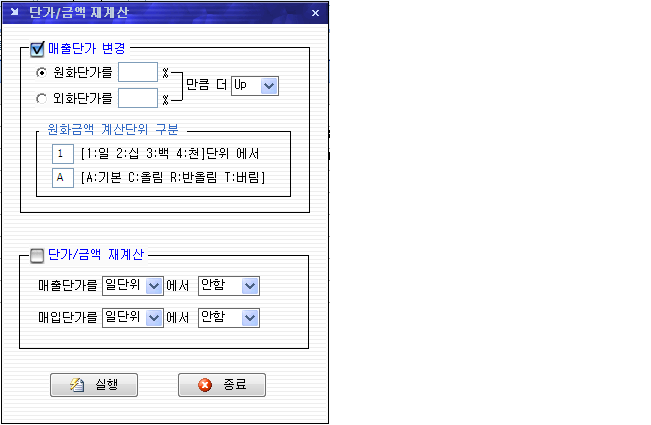 단가/금액 재계산
매출단가 변경
원화단가를 %
만큼 더 Up
외화단가를 %
원화금액 계산단위 구분
1 [1:일 2:십 3:백 4:천]단위 에서
A [A:기본 C:올림 R:반올림 T:버림]
단가/금액 재계산
매출단가를 일단위 에서 안함
매입단가를 일단위 에서 안함
실행 종료